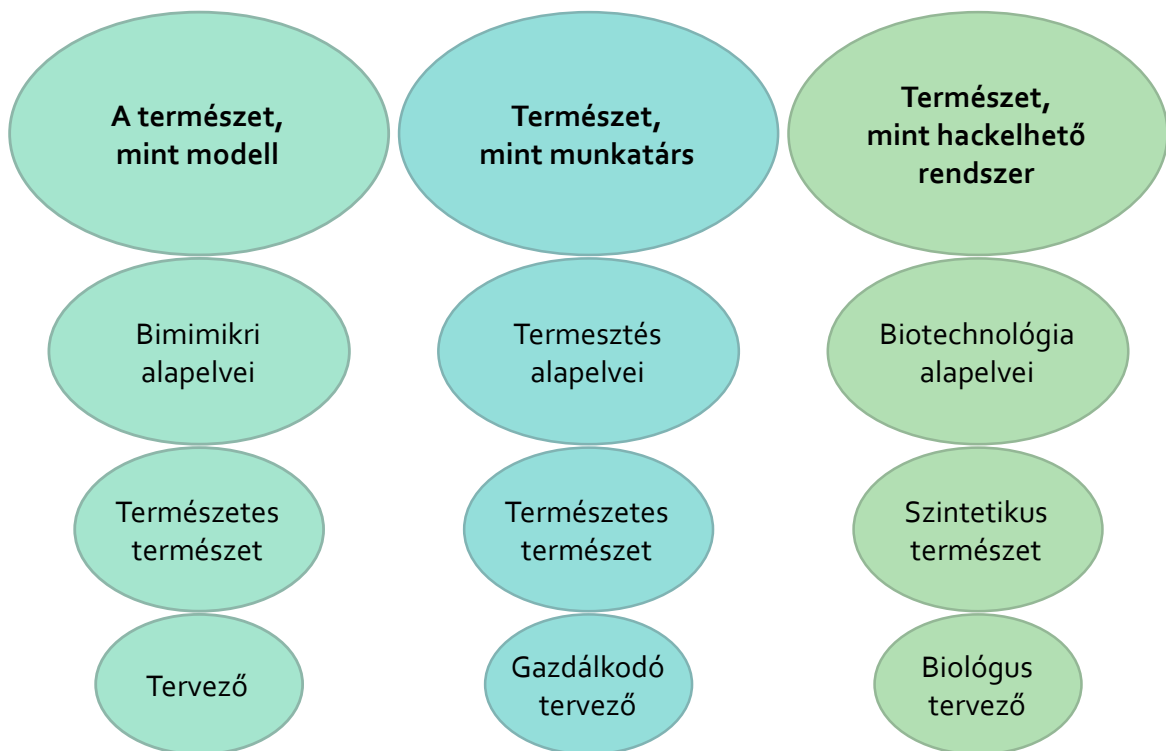 A természet,
mint modell
Bimimikri
alapelvei
Természetes
természet
Tervező
Természet,
mint munkatárs
Termesztés
alapelvei
Természetes
természet
Gazdálkodó
tervező
Természet,
mint hackelhető
rendszer
Biotechnológia
alapelvei
Szintetikus
természet
Biológus
tervező